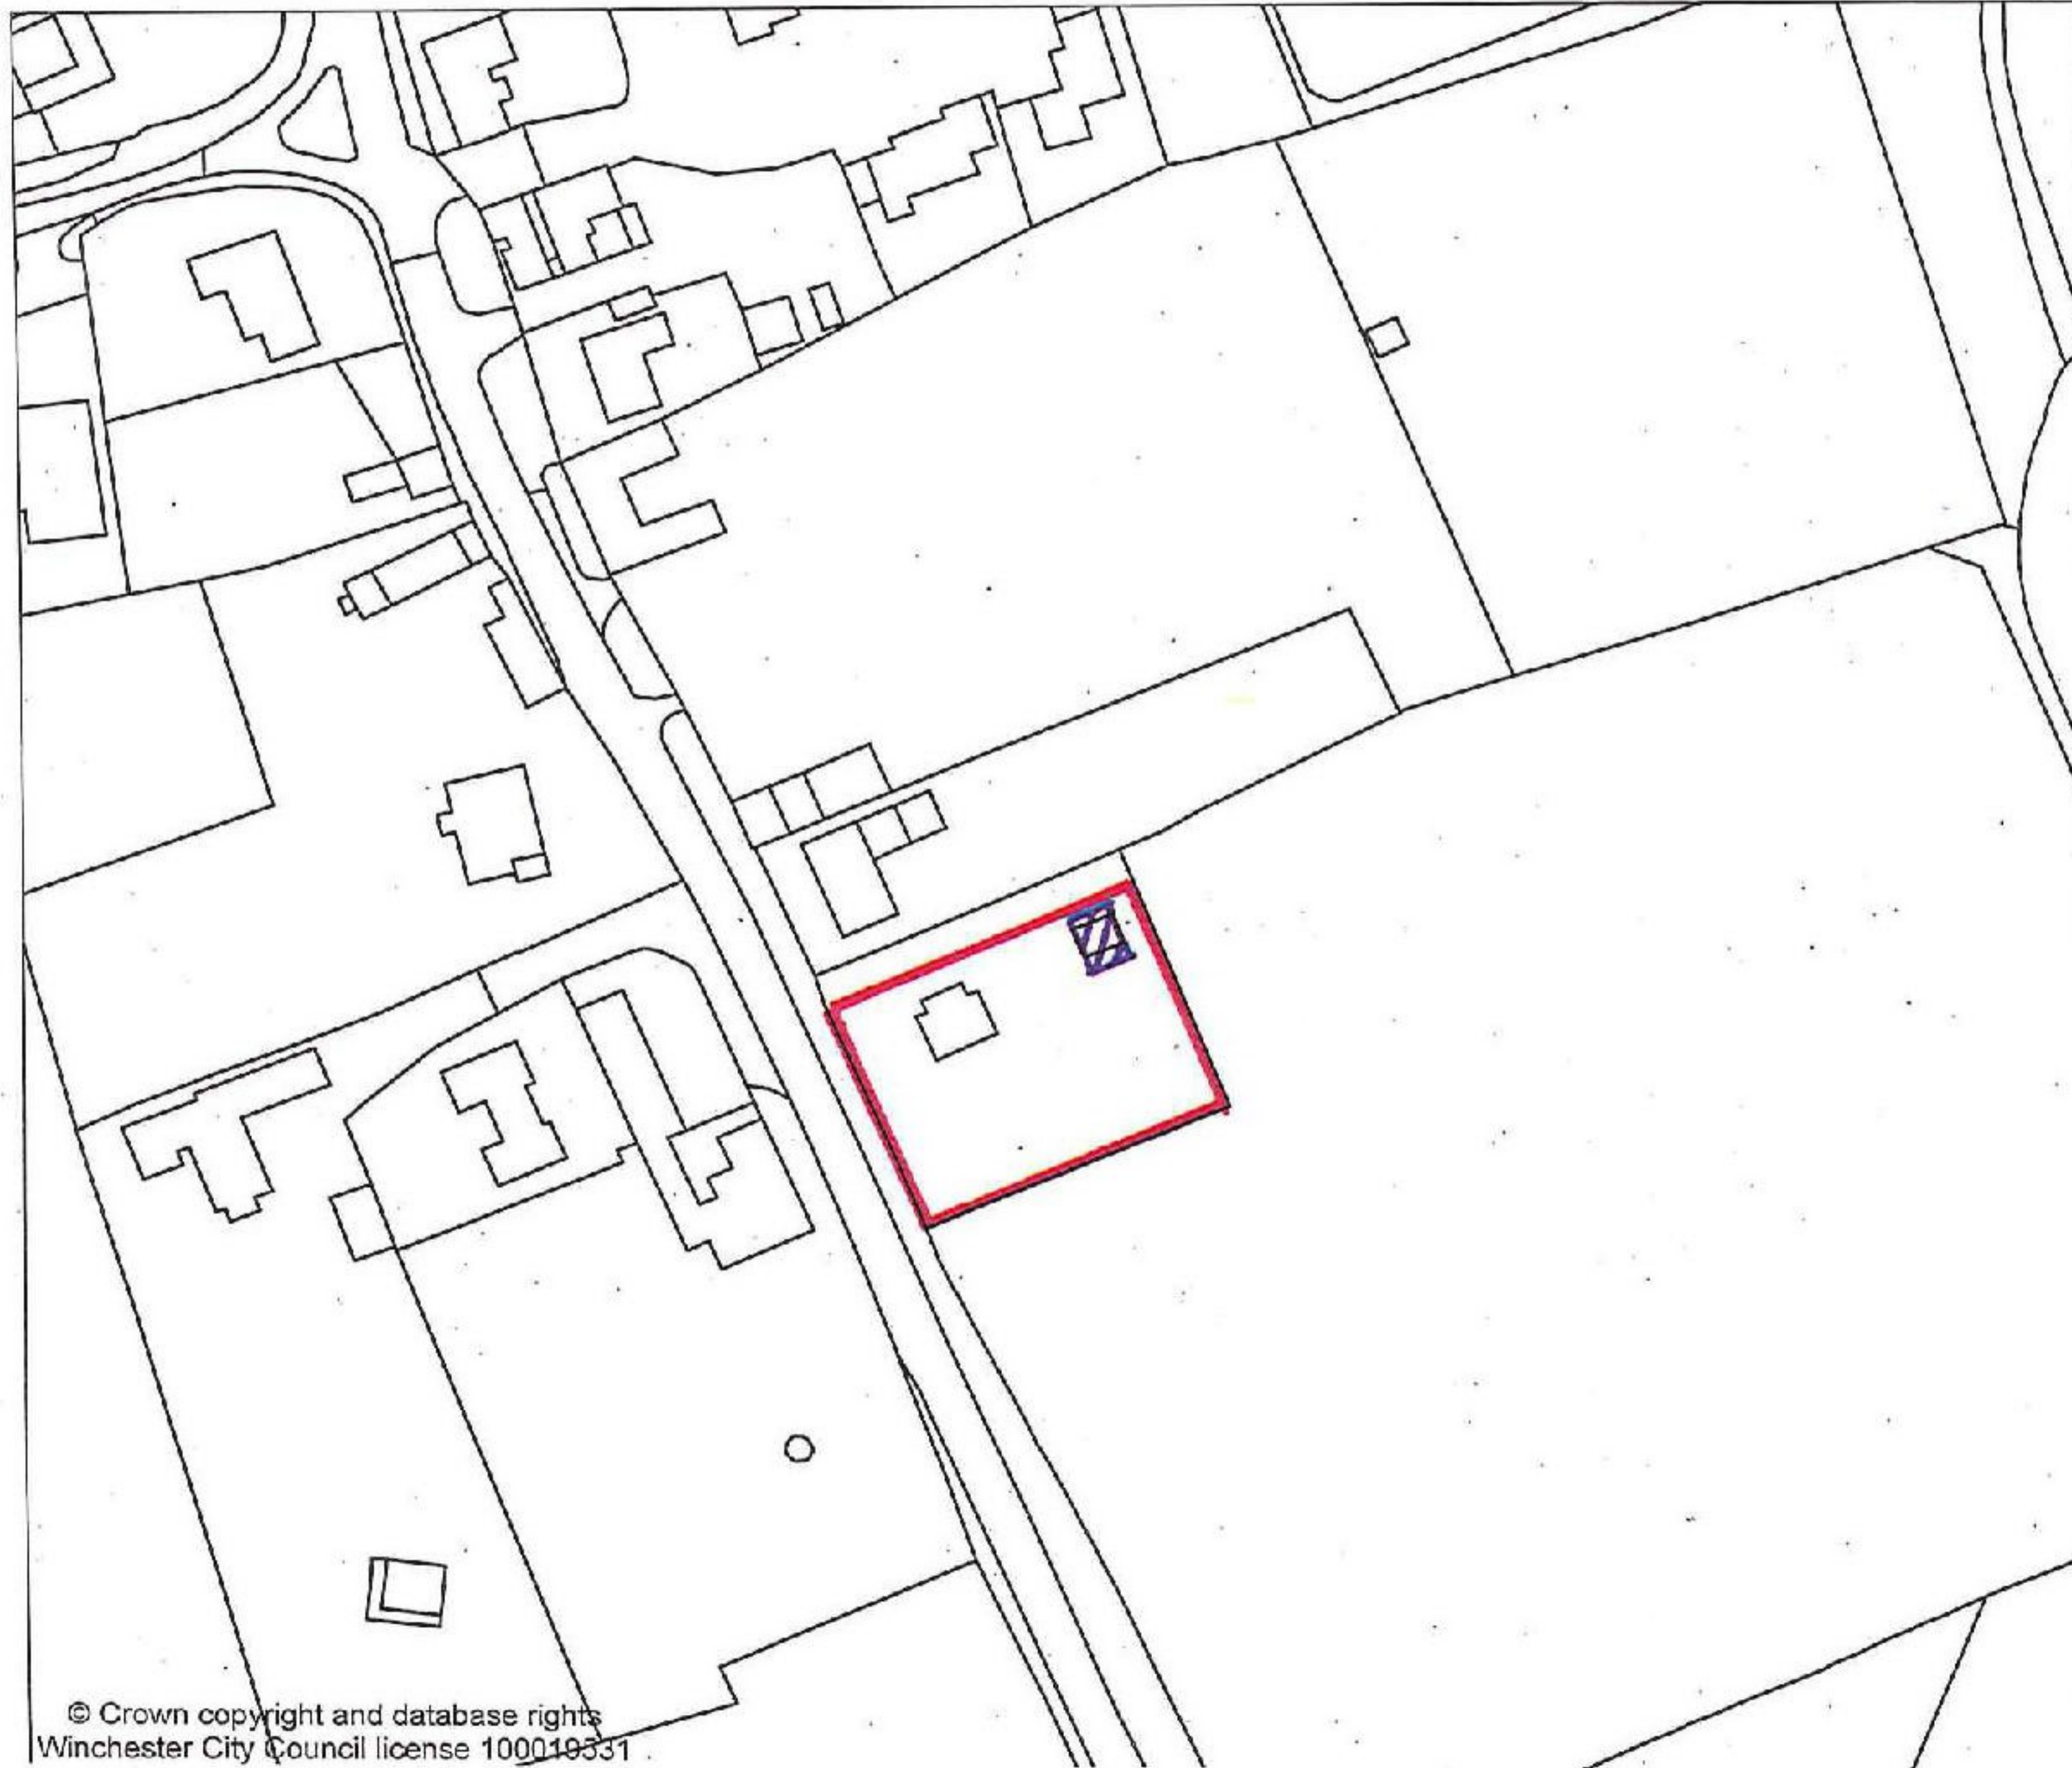 © Crown copyright and database rights
Winchester City Council license 100019531